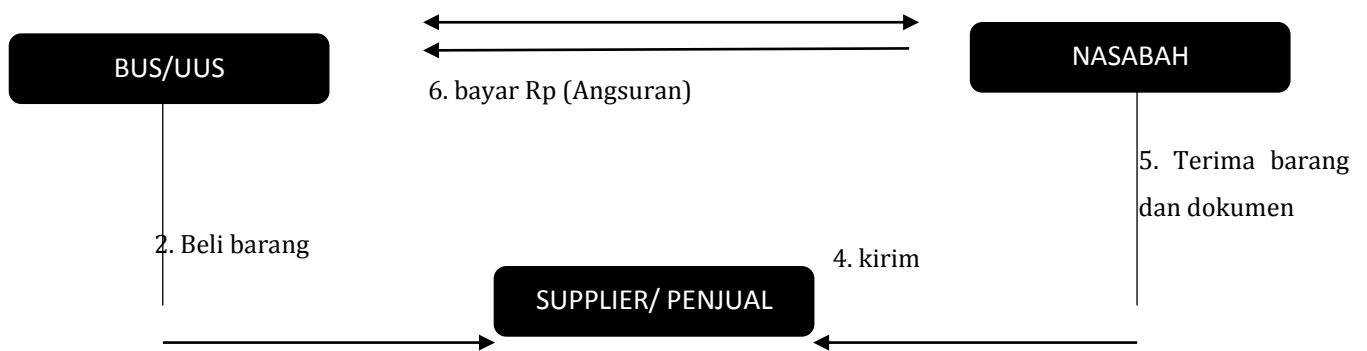 BUS/UUS
NASABAH
6. bayar Rp (Angsuran)
5. Terima barang
dan dokumen
2. Beli barang
4. kirim
SUPPLIER/ PENJUAL